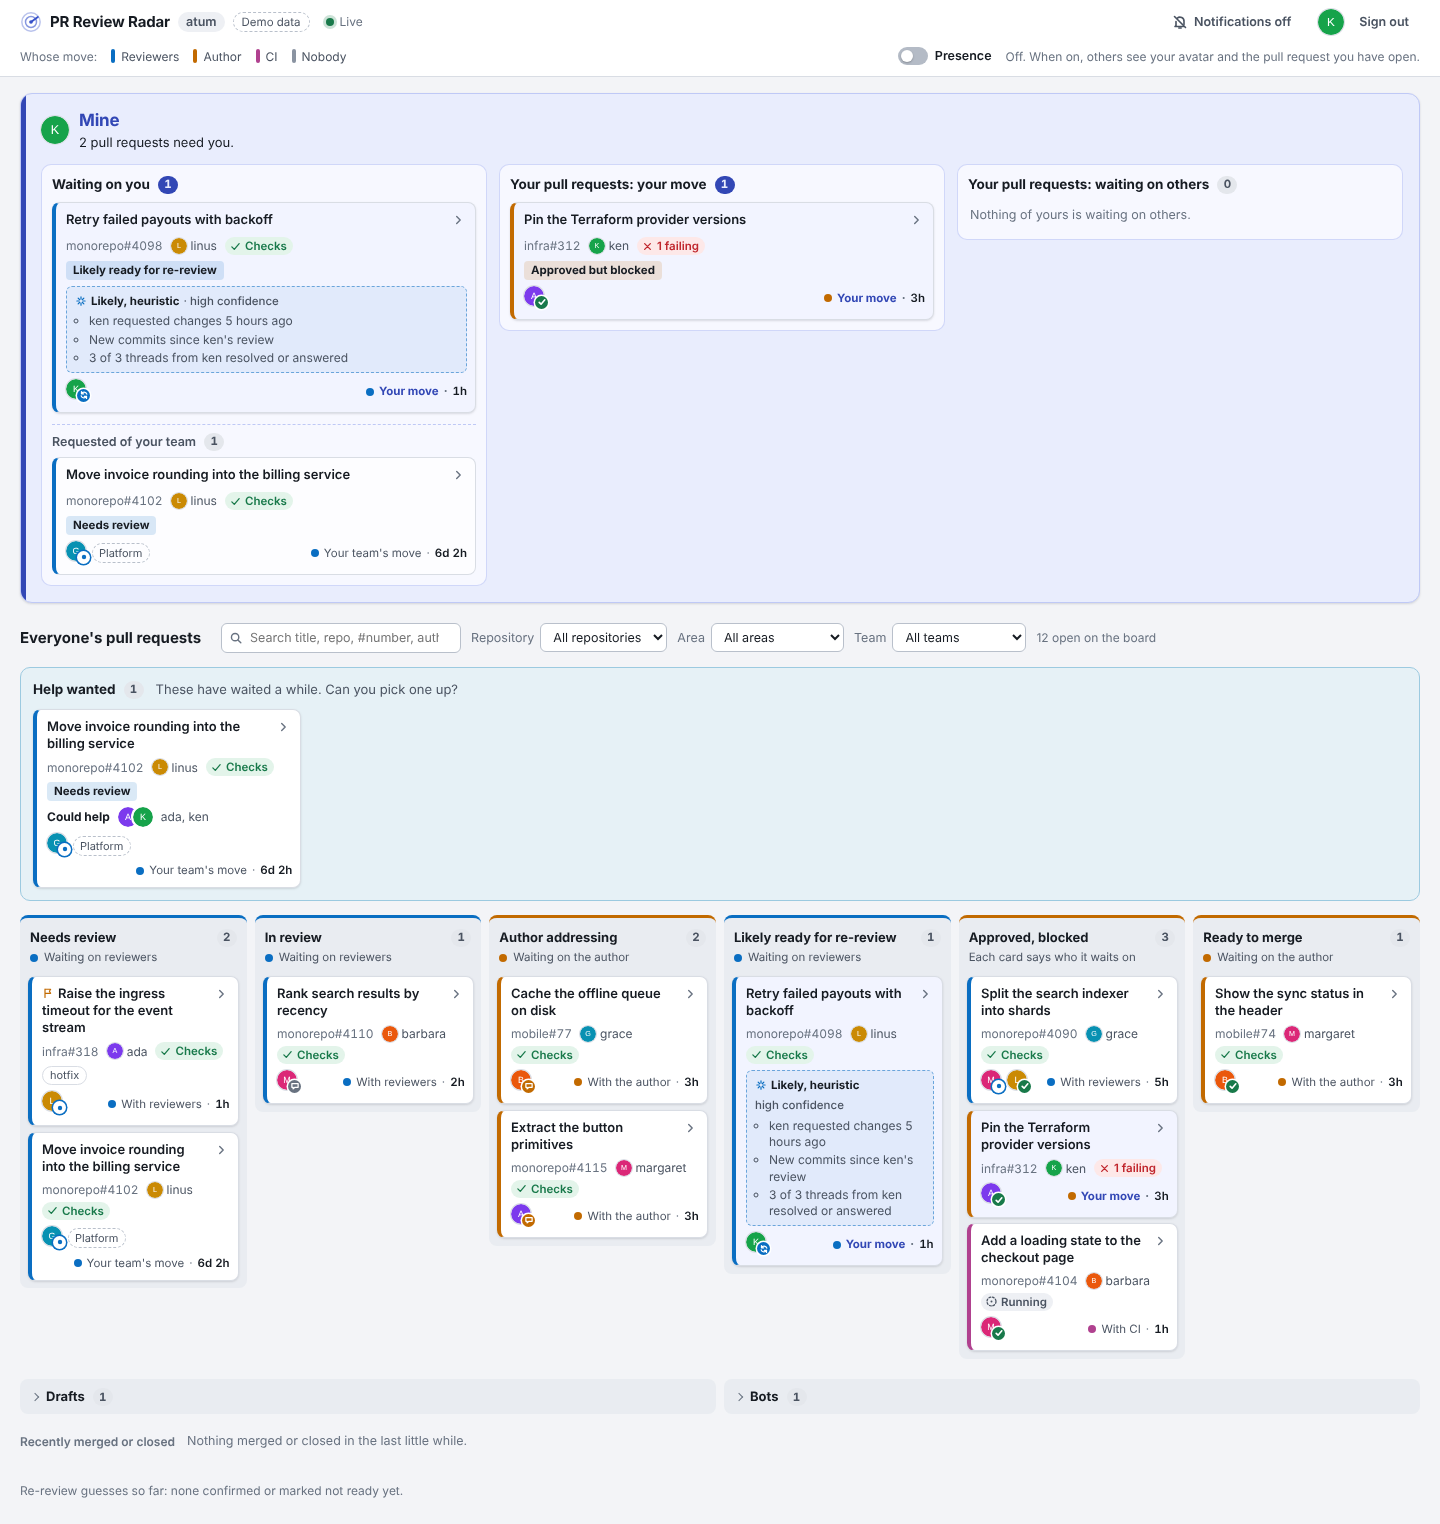 PR Review Radar atum Demo data Live
Notifications off K Sign out
Whose move: Reviewers Author CI Nobody
Presence Off. When on, others see your avatar and the pull request you have open.
K Mine
2 pull requests need you.
Waiting on you 1
Retry failed payouts with backoff
monorepo#4098 L linus Checks
Likely ready for re-review
Likely, heuristic · high confidence
ken requested changes 5 hours ago
New commits since ken's review
3 of 3 threads from ken resolved or answered
Your move · 1h
Requested of your team 1
Move invoice rounding into the billing service
monorepo#4102 L linus Checks
Needs review
Platform Your team's move · 6d 2h
Your pull requests: your move 1
Pin the Terraform provider versions
infra#312 K ken 1 failing
Approved but blocked
Your move · 3h
Your pull requests: waiting on others 0
Nothing of yours is waiting on others.
Everyone's pull requests Search title, repo, #number, auth Repository All repositories Area All areas Team All teams 12 open on the board
Help wanted 1 These have waited a while. Can you pick one up?
Move invoice rounding into the
billing service
monorepo#4102 L linus Checks
Needs review
Could help A K ada, ken
Platform
Your team's move · 6d 2h
Needs review 2
Waiting on reviewers
Raise the ingress
timeout for the event
stream
infra#318 A ada Checks
hotfix
With reviewers · 1h
Move invoice rounding
into the billing service
monorepo#4102 L linus
Checks
Platform
Your team's move · 6d 2h
In review 1
Waiting on reviewers
Rank search results by
recency
monorepo#4110 B barbara
Checks
With reviewers · 2h
Author addressing 2
Waiting on the author
Cache the offline queue
on disk
mobile#77 G grace
Checks
With the author · 3h
Extract the button
primitives
monorepo#4115 M margaret
Checks
With the author · 3h
Likely ready for re-review 1
Waiting on reviewers
Retry failed payouts with
backoff
monorepo#4098 L linus
Checks
Likely, heuristic
high confidence
ken requested changes 5
hours ago
New commits since ken's
review
3 of 3 threads from ken
resolved or answered
Your move · 1h
Approved, blocked 3
Each card says who it waits on
Split the search indexer
into shards
monorepo#4090 G grace
Checks
With reviewers · 5h
Pin the Terraform
provider versions
infra#312 K ken 1 failing
Your move · 3h
Add a loading state to the
checkout page
monorepo#4104 B barbara
Running
With CI · 1h
Ready to merge 1
Waiting on the author
Show the sync status in
the header
mobile#74 M margaret
Checks
With the author · 3h
Drafts 1
Bots 1
Recently merged or closed Nothing merged or closed in the last little while.
Re-review guesses so far: none confirmed or marked not ready yet.